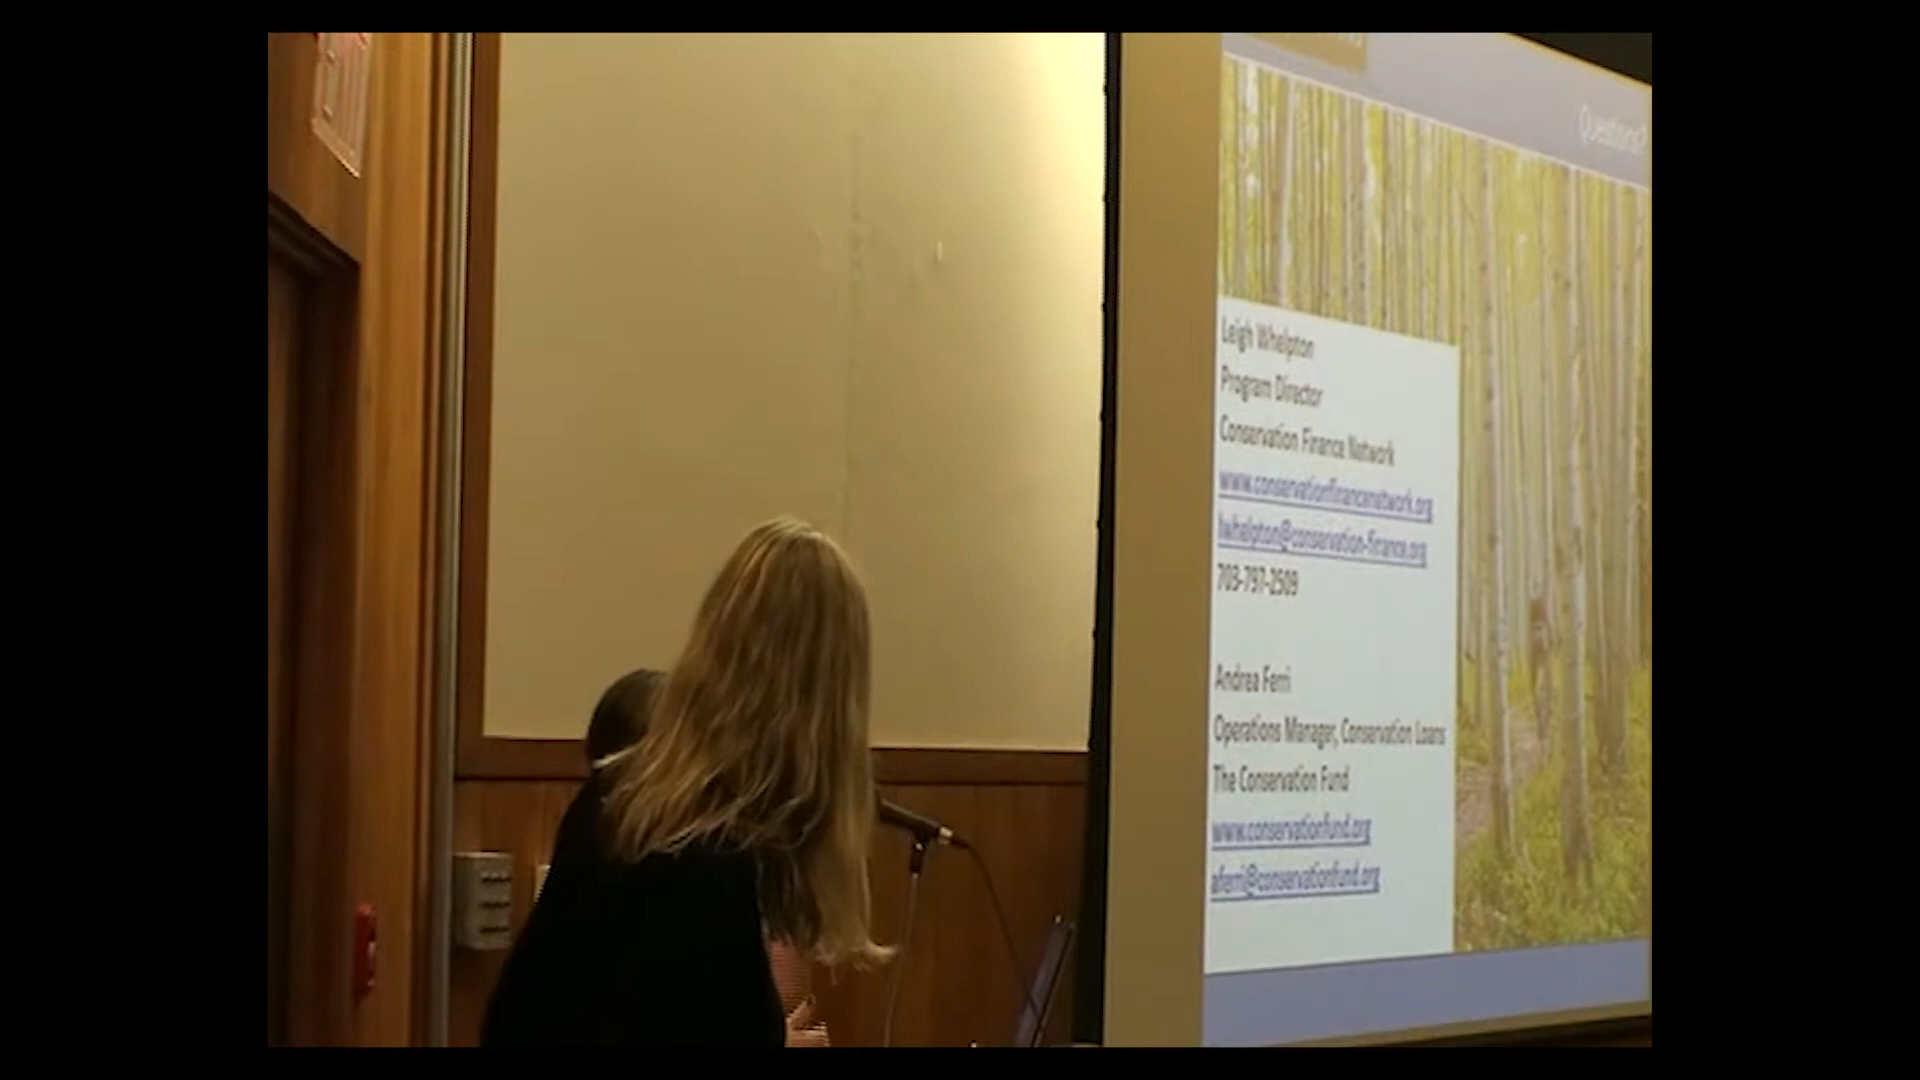 Questions?
Leigh Whelpton
Program Director
Conservation Finance Network
www.conservationfinancenetwork.org
lwhelpton@conservation-finance.org
703-797-2509
Andrea Ferri
Operations Manager, Conservation Loans
The Conservation Fund
www.conservationfund.org
aferri@conservationfund.org